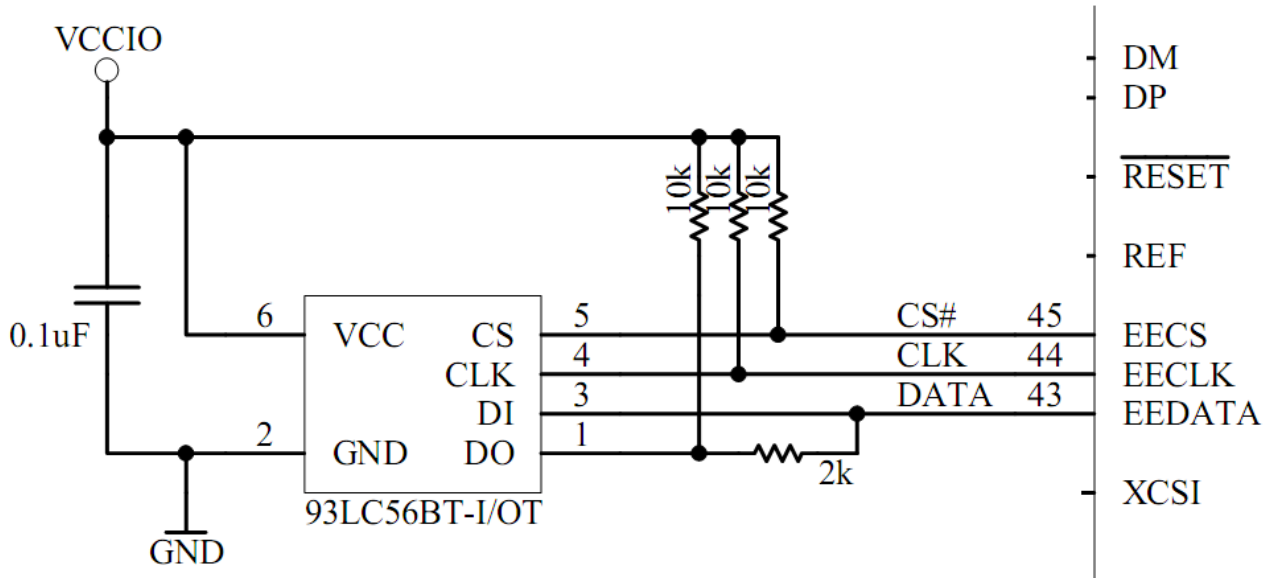 VCCIO
DM
DP
RESET
10k
10k
10k
REF
0.1uF
6
VCC
CS
5
CS#
45
EECS
CLK
4
CLK
44
EECLK
DI
3
DATA
43
EEDATA
2
GND
DO
1
2k
93LC56BT-I/OT
XCSI
GND